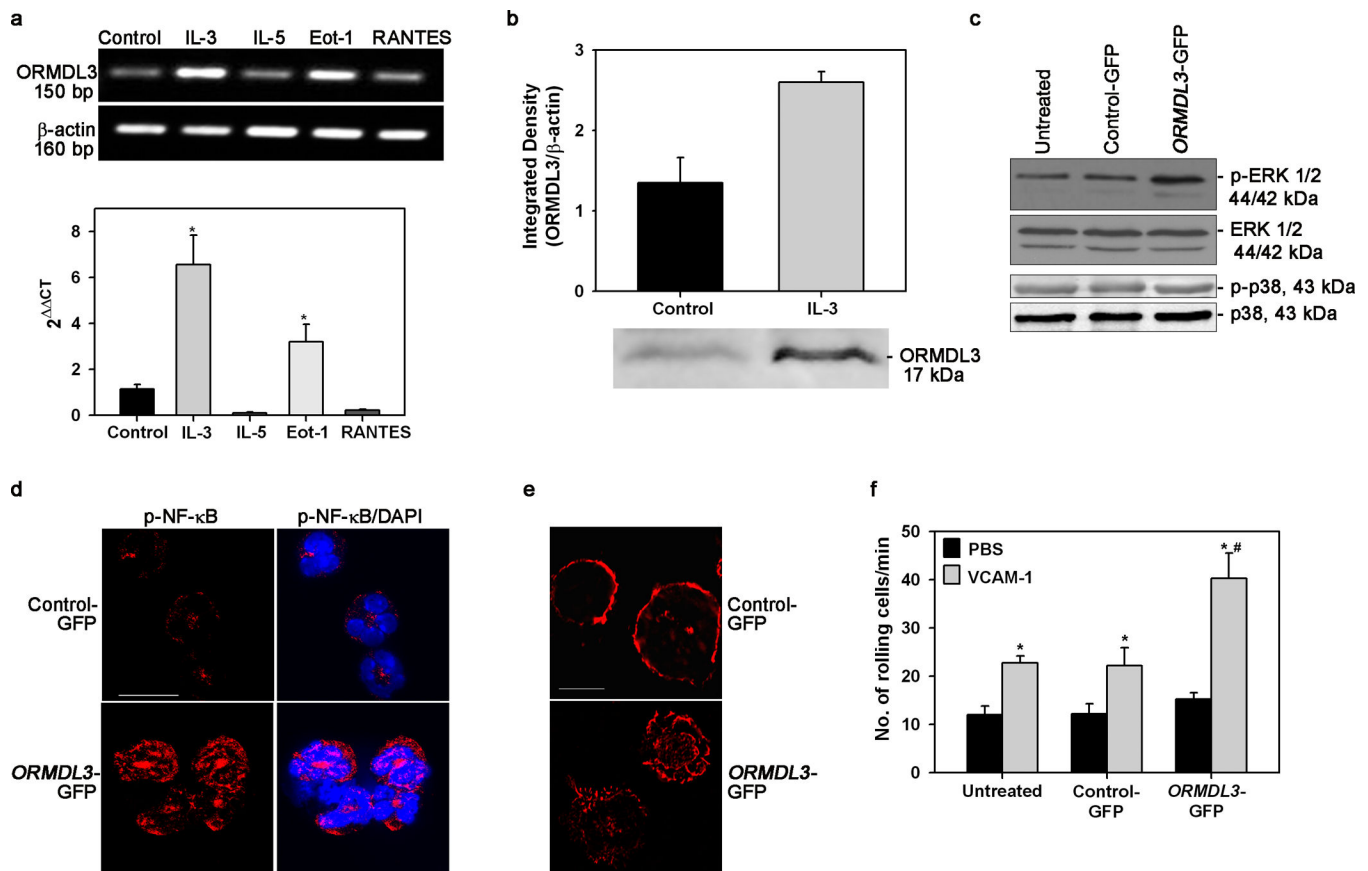 a
Control IL-3 IL-5 Eot-1 RANTES
ORMDL3
150 bp
β-actin
160 bp
8
6
4
2
0
2^ΔΔCT
*
*
Control IL-3 IL-5 Eot-1 RANTES
b
3
2
1
0
Integrated Density
(ORMDL3/β-actin)
Control IL-3
- ORMDL3
17 kDa
c
Untreated
Control-GFP
ORMDL3-GFP
- p-ERK 1/2
44/42 kDa
- ERK 1/2
44/42 kDa
- p-p38, 43 kDa
- p38, 43 kDa
d
p-NF-κB p-NF-κB/DAPI
Control-
GFP
ORMDL3-
GFP
e
Control-
GFP
ORMDL3-
GFP
f
50
40
30
20
10
0
No. of rolling cells/min
PBS
VCAM-1
*
*
* #
Untreated Control- ORMDL3-
GFP GFP